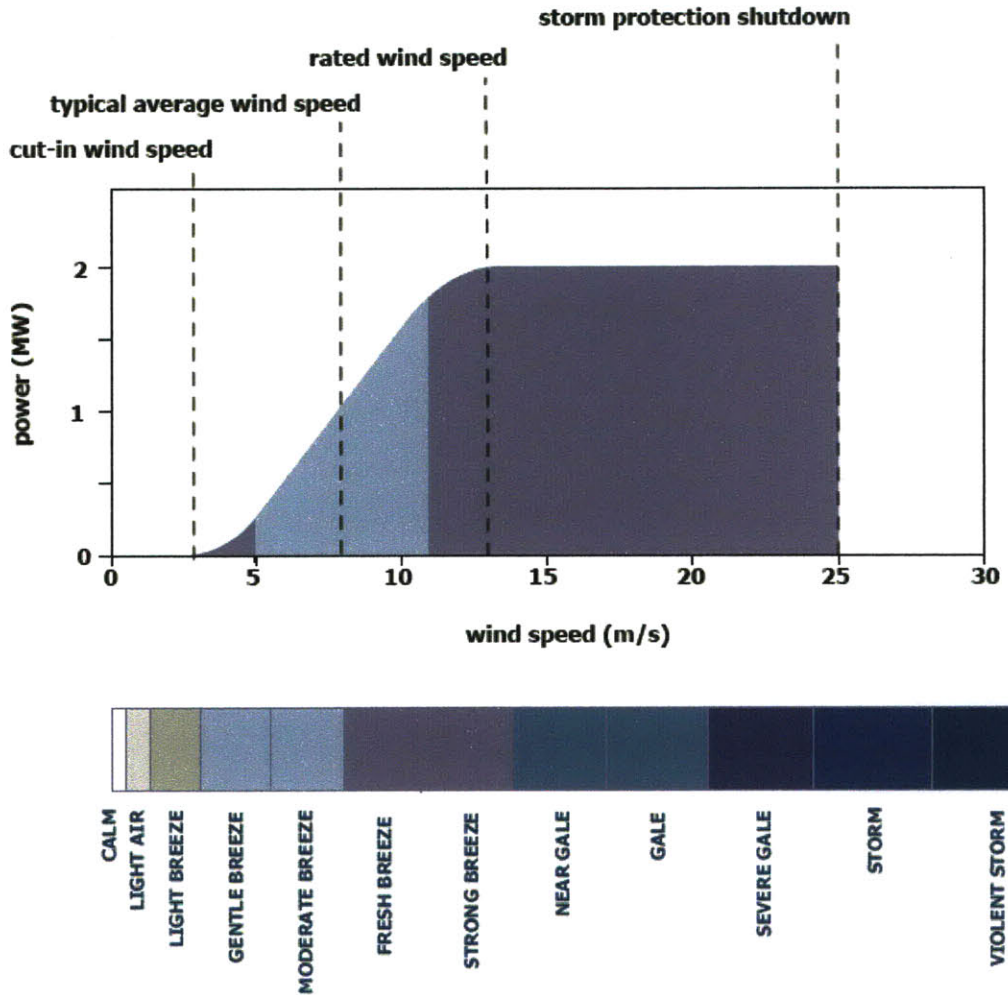 storm protection shutdown
rated wind speed
typical average wind speed
cut-in wind speed
power (MW)
2
1
0
0 5 10 15 20 25 30
wind speed (m/s)
CALM
LIGHT AIR
LIGHT BREEZE
GENTLE BREEZE
MODERATE BREEZE
FRESH BREEZE
STRONG BREEZE
NEAR GALE
GALE
SEVERE GALE
STORM
VIOLENT STORM